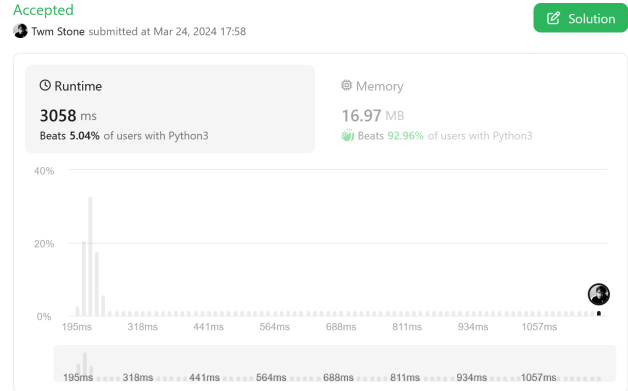 Accepted
Twm Stone submitted at Mar 24, 2024 17:58
Solution
Runtime
3058 ms
Beats 5.04% of users with Python3
Memory
16.97 MB
Beats 92.96% of users with Python3
40%
20%
0%
195ms 318ms 441ms 564ms 688ms 811ms 934ms 1057ms
195ms 318ms 441ms 564ms 688ms 811ms 934ms 1057ms